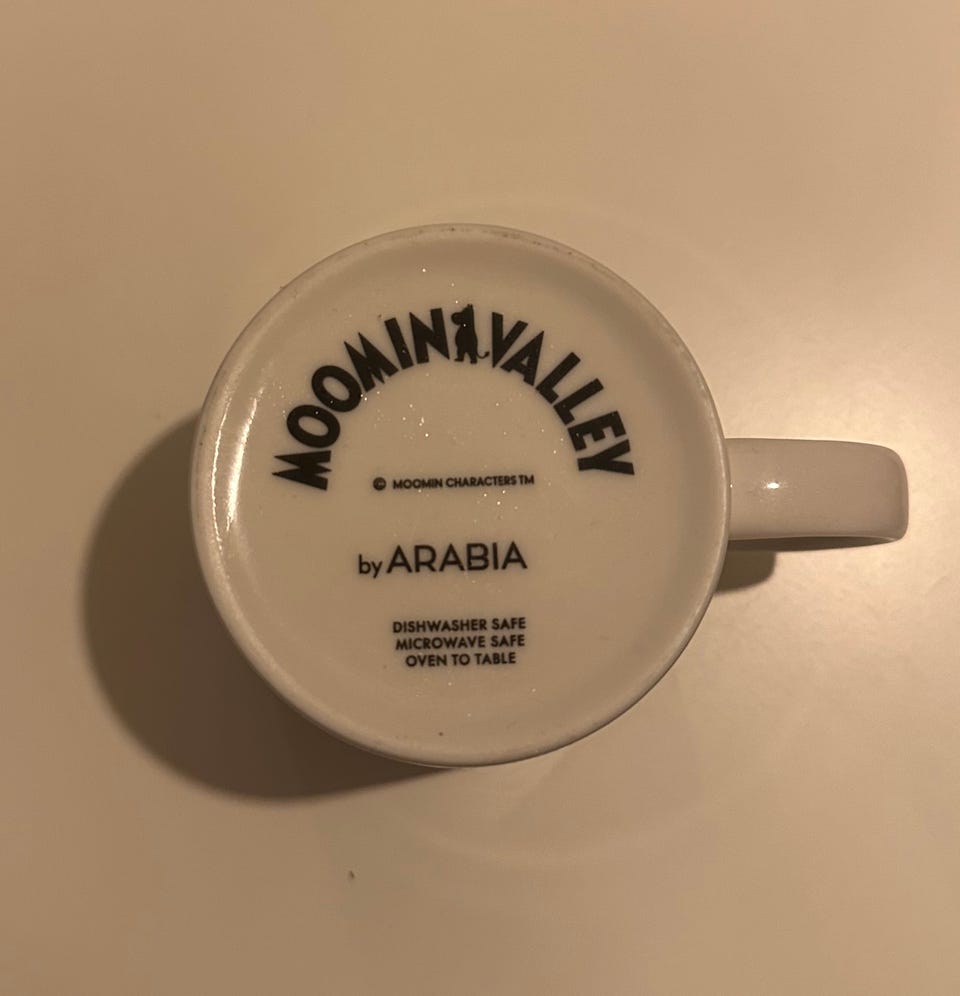 MOOMINVALLEY
© MOOMIN CHARACTERS TM
by ARABIA
DISHWASHER SAFE
MICROWAVE SAFE
OVEN TO TABLE